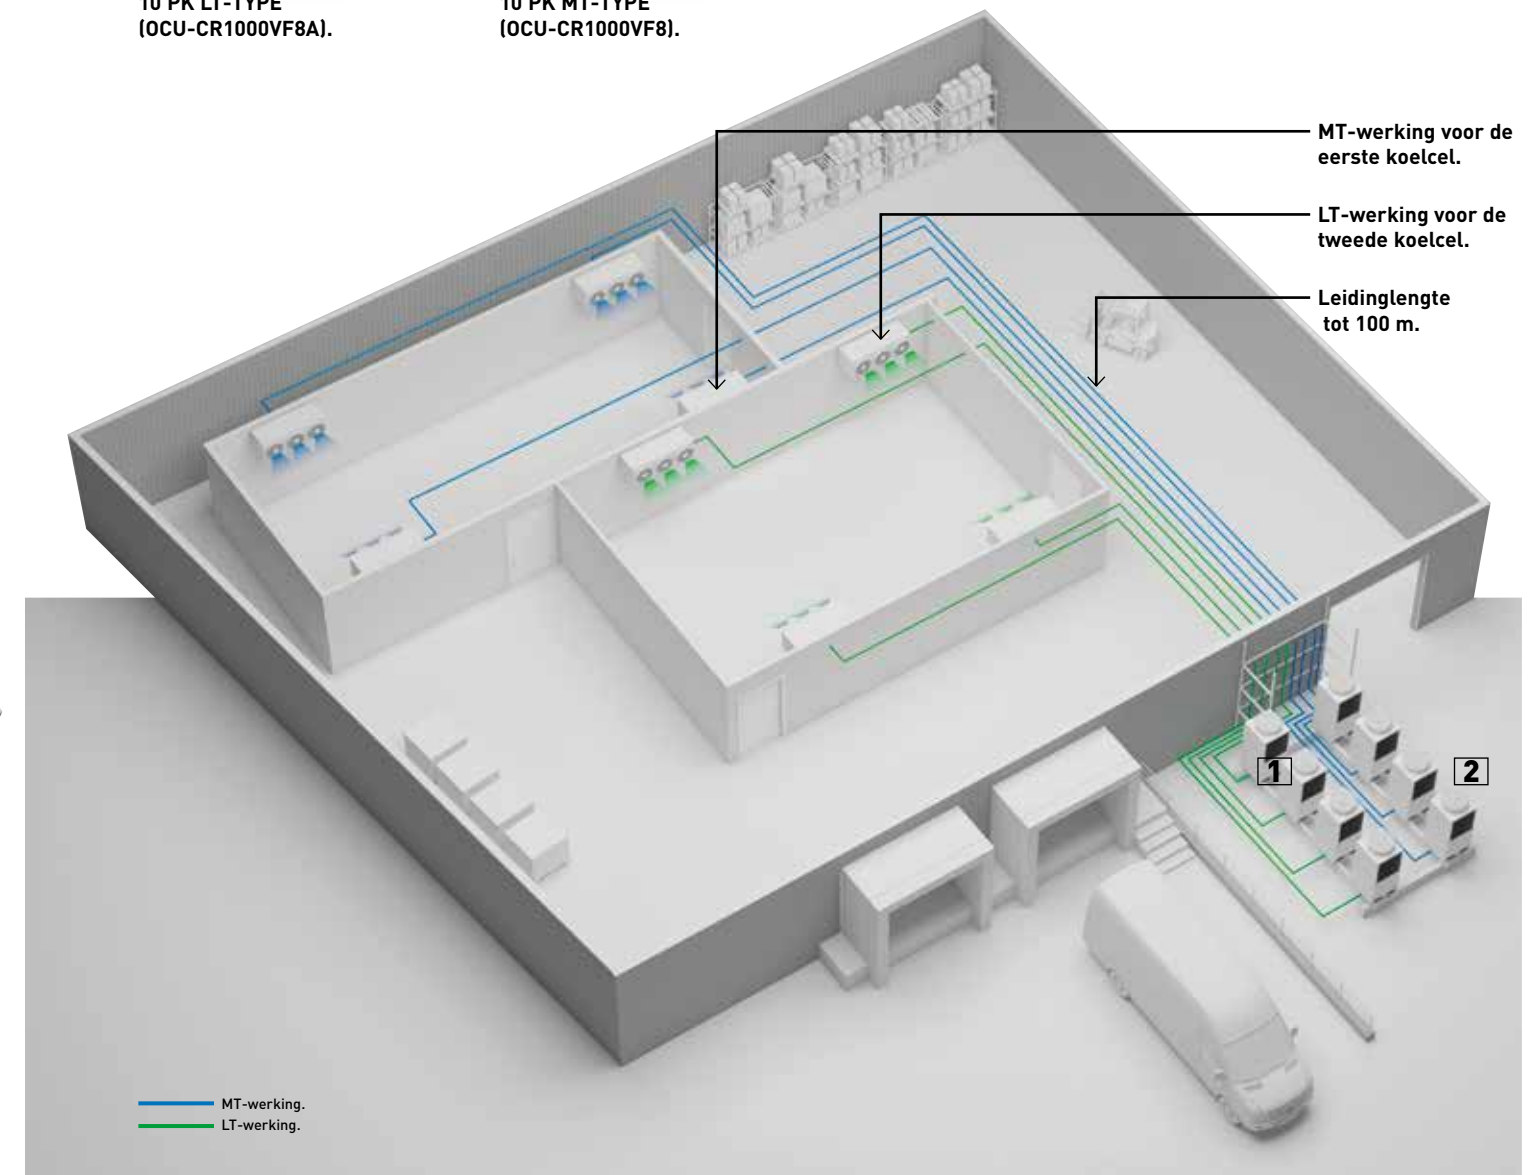 10 PK LT-TYPE
(OCU-CR1000VF8A).
10 PK MT-TYPE
(OCU-CR1000VF8).
MT-werking voor de
eerste koelcel.
LT-werking voor de
tweede koelcel.
Leidinglengte
tot 100 m.
1
2
MT-werking.
LT-werking.